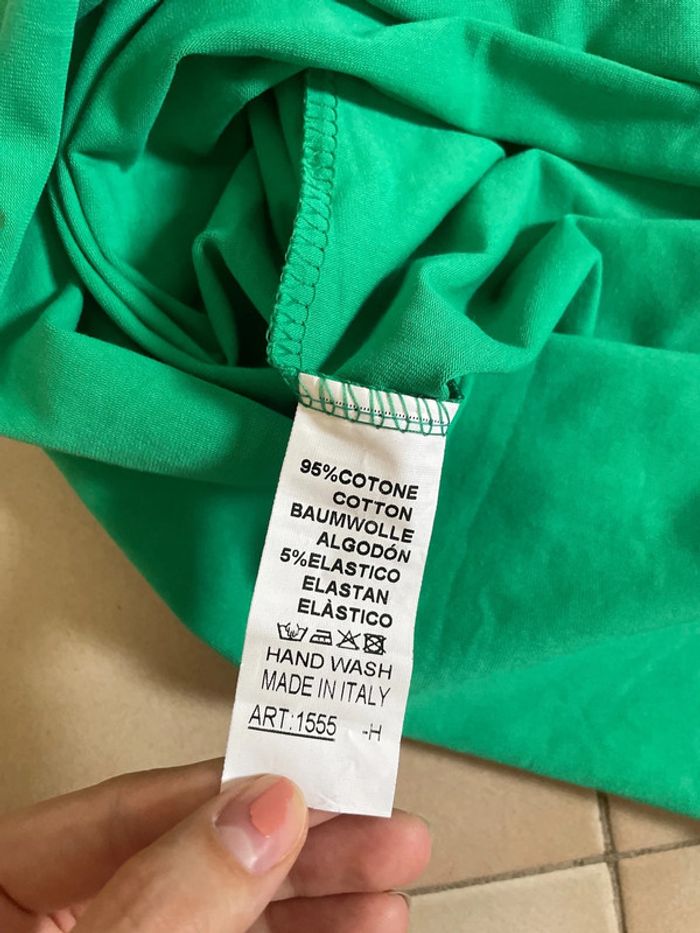 95%COTONE
COTTON
BAUMWOLLE
ALGODÓN
5%ELASTICO
ELASTAN
ELÀSTICO
HAND WASH
MADE IN ITALY
ART:1555 -H